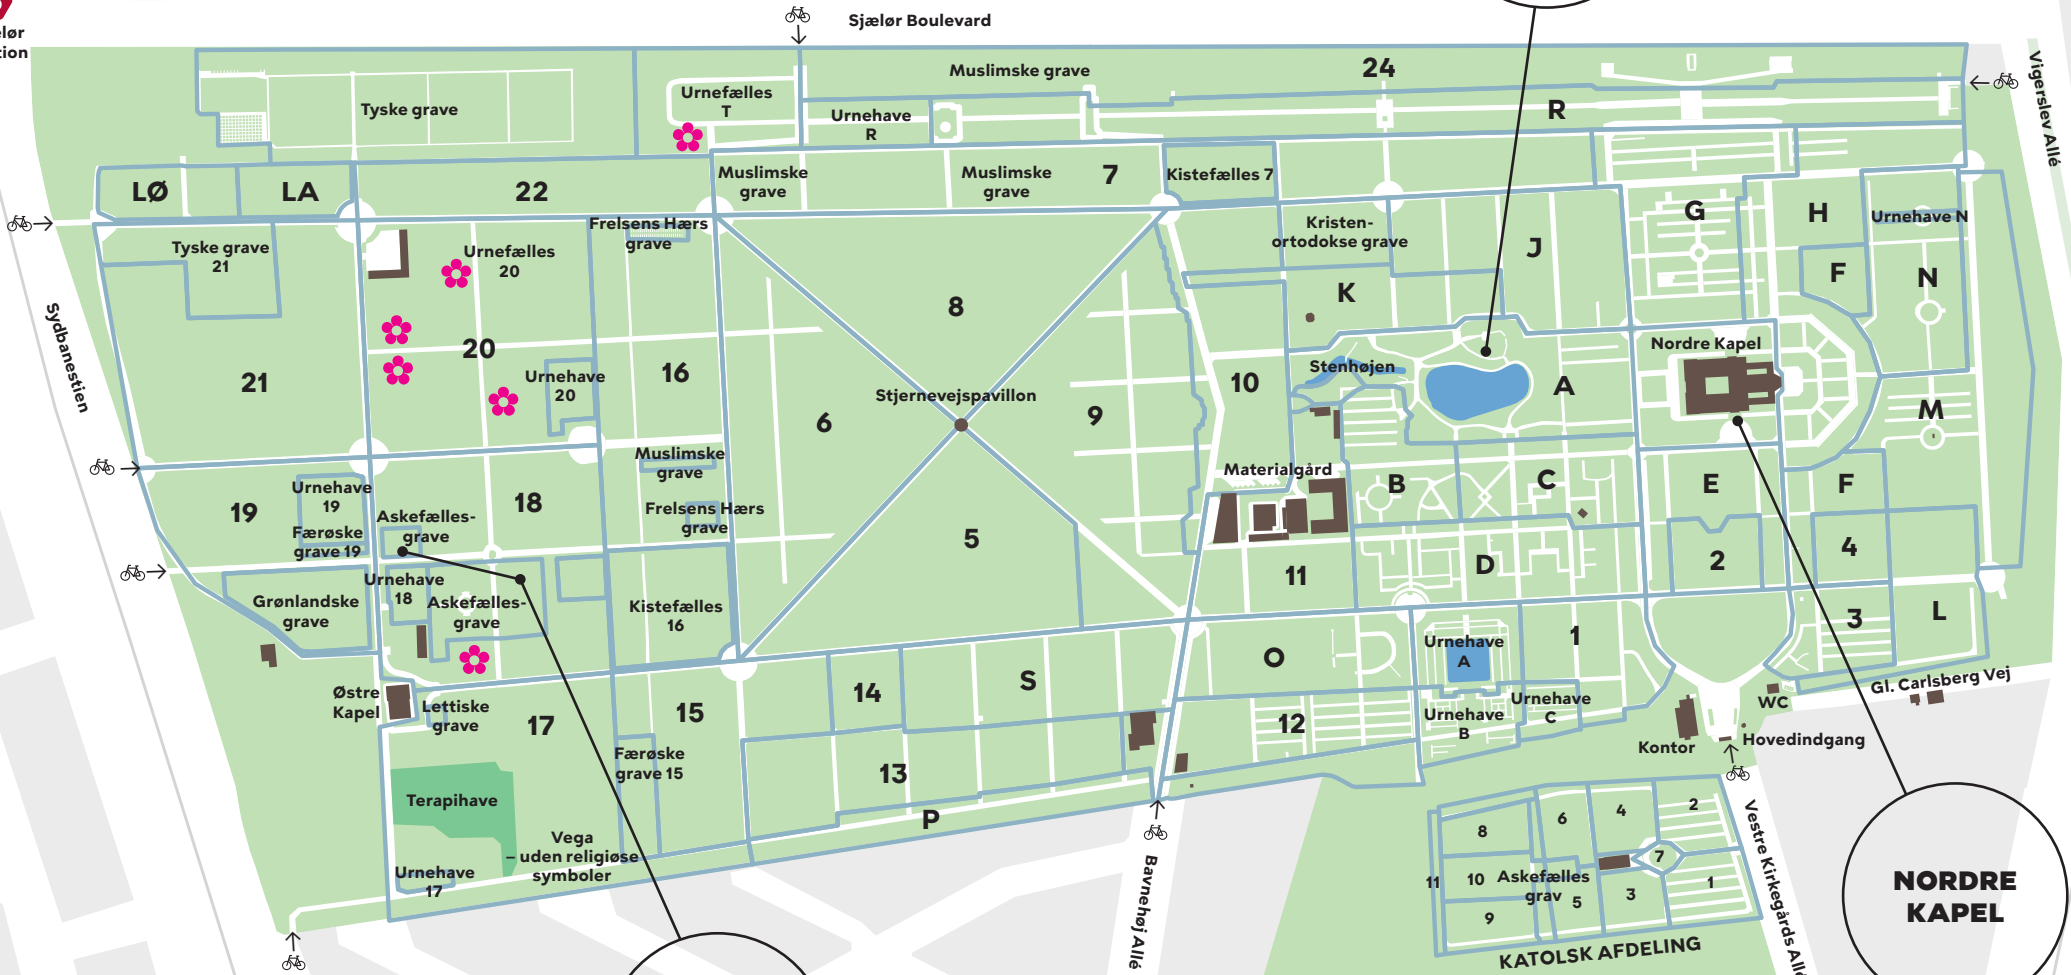 Sjælør Boulevard
Vigerslev Allé
Muslimske grave
24
Tyske grave
Urnefælles
T
Urnehave
R
R
LØ
LA
22
Muslimske
grave
Muslimske
grave
7
Kistefælles 7
Tyske grave
21
Urnefælles
20
Frelsens Hærs
grave
Kristen-
ortodokse grave
J
G
H
Urnehave N
F
N
K
8
Sydbanestien
21
20
Urnehave
20
16
Stjernevejspavillon
6
9
10
Stenhøjen
A
Nordre Kapel
M
Muslimske
grave
Materialgård
B
C
E
F
19
Urnehave
19
Færøske
grave 19
Askefælles-
grave
18
Frelsens Hærs
grave
5
11
D
2
4
Grønlandske
grave
Urnehave
18
Askefælles-
grave
Kistefælles
16
O
Urnehave
A
1
3
L
Østre
Kapel
Lettiske
grave
17
15
14
S
12
Urnehave
B
Urnehave
C
WC
Gl. Carlsberg Vej
Kontor
Hovedindgang
Færøske
grave 15
13
P
Terapihave
Vega
– uden religiøse
symboler
Urnehave
17
Bavnehøj Allé
Vestre Kirkegårds Allé
8
6
4
2
7
11
10
Askefælles
grav
5
3
1
9
KATOLSK AFDELING
NORDRE
KAPEL